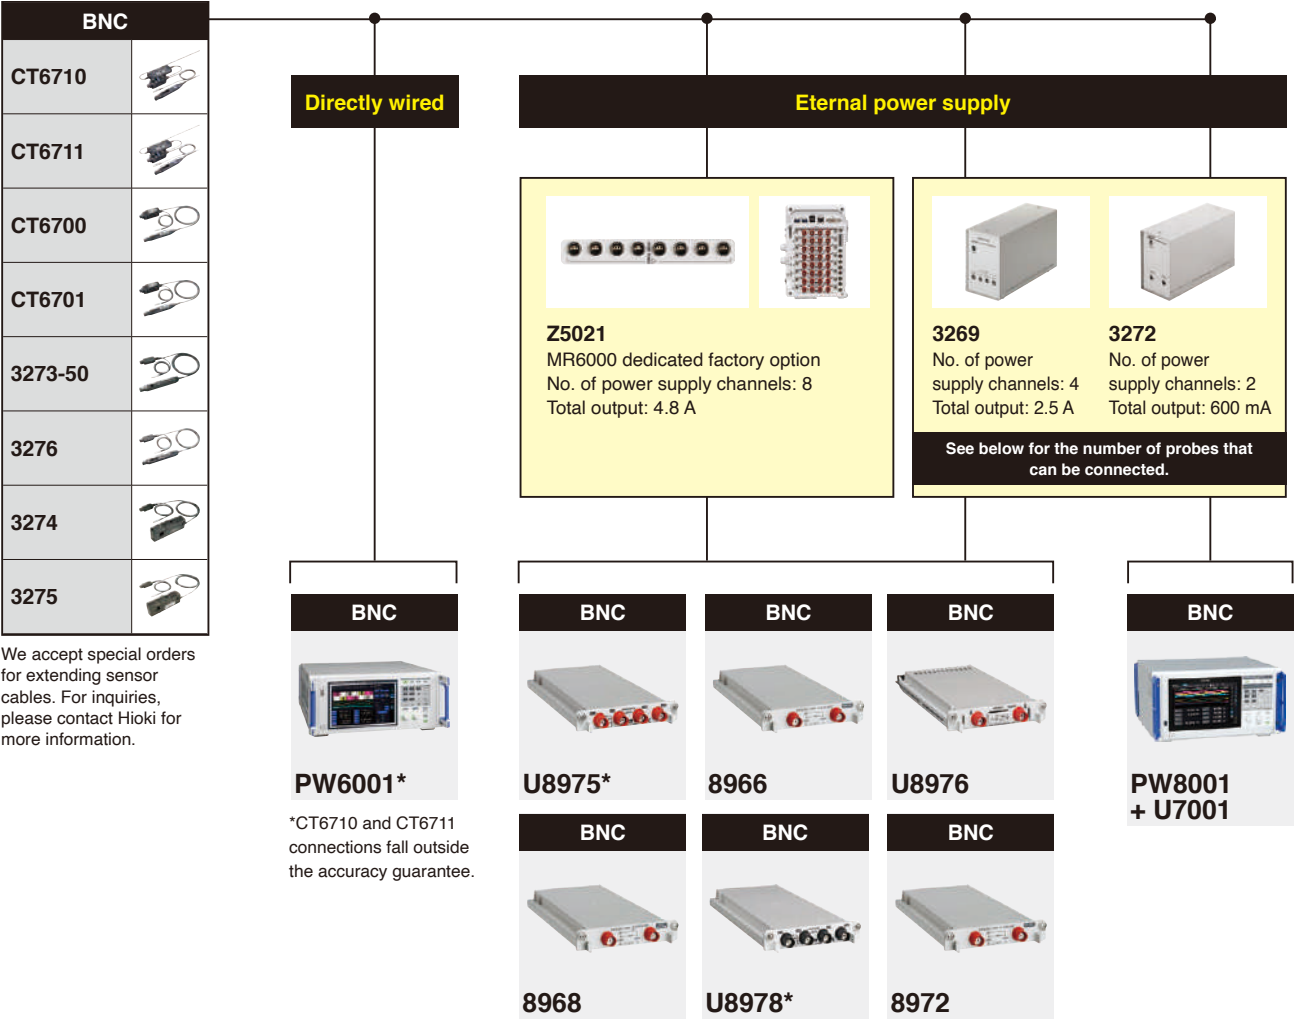 BNC
CT6710
CT6711
CT6700
CT6701
3273-50
3276
3274
3275
We accept special orders
for extending sensor
cables. For inquiries,
please contact Hioki for
more information.
Directly wired
Eternal power supply
Z5021
MR6000 dedicated factory option
No. of power supply channels: 8
Total output: 4.8 A
3269
No. of power
supply channels: 4
Total output: 2.5 A
3272
No. of power
supply channels: 2
Total output: 600 mA
See below for the number of probes that
can be connected.
BNC
PW6001*
*CT6710 and CT6711
connections fall outside
the accuracy guarantee.
BNC
U8975*
BNC
8966
BNC
U8976
BNC
8968
BNC
U8978*
BNC
8972
BNC
PW8001
+ U7001